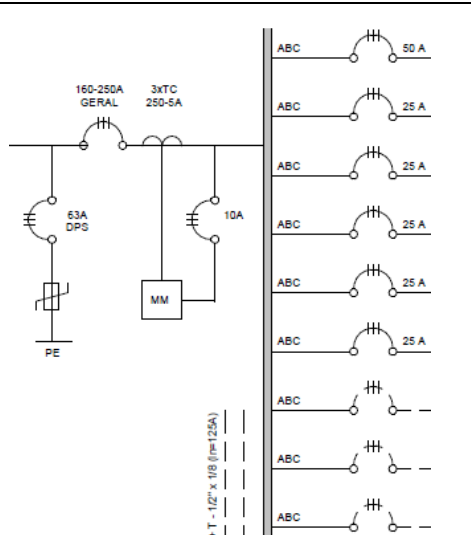 160-250A
GERAL
3xTC
250-5A
63A
DPS
PE
MM
10A
ABC 50 A
ABC 25 A
ABC 25 A
ABC 25 A
ABC 25 A
ABC 25 A
ABC
ABC
ABC
+ T - 1/2" x 1/8 (In=125A)